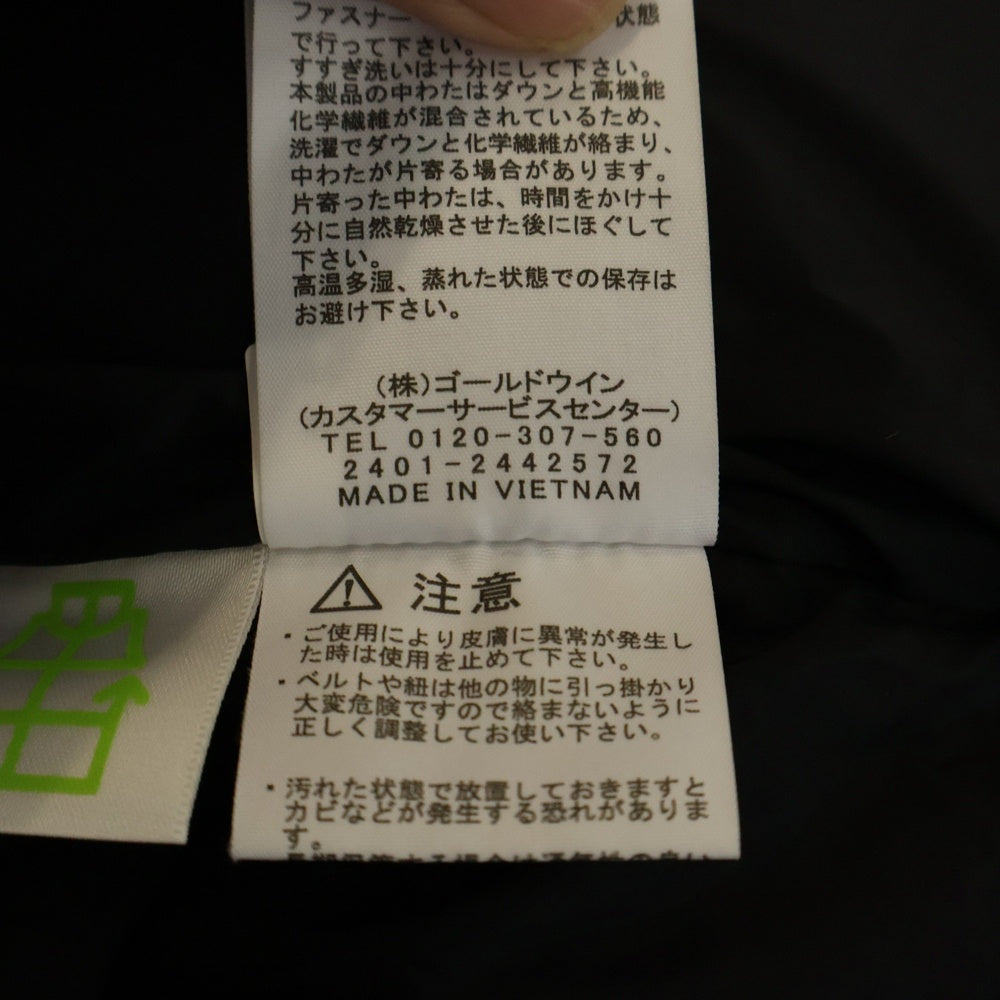 ファスナー 状態
で行って下さい。
すすぎ洗いは十分にして下さい。
本製品の中わたはダウンと高機能
化学繊維が混合されているため、
洗濯でダウンと化学繊維が絡まり、
中わたが片寄る場合があります。
片寄った中わたは、時間をかけ十
分に自然乾燥させた後にほぐして
下さい。
高温多湿、蒸れた状態での保存は
お避け下さい。
(株)ゴールドウイン
(カスタマーサービスセンター)
TEL 0120-307-560
2401-2442572
MADE IN VIETNAM
注意
・ご使用により皮膚に異常が発生し
た時は使用を止めて下さい。
・ベルトや紐は他の物に引っ掛かり
大変危険ですので絡まないように
正しく調整してお使い下さい。
・汚れた状態で放置しておきますと
カビなどが発生する恐れがありま
す。